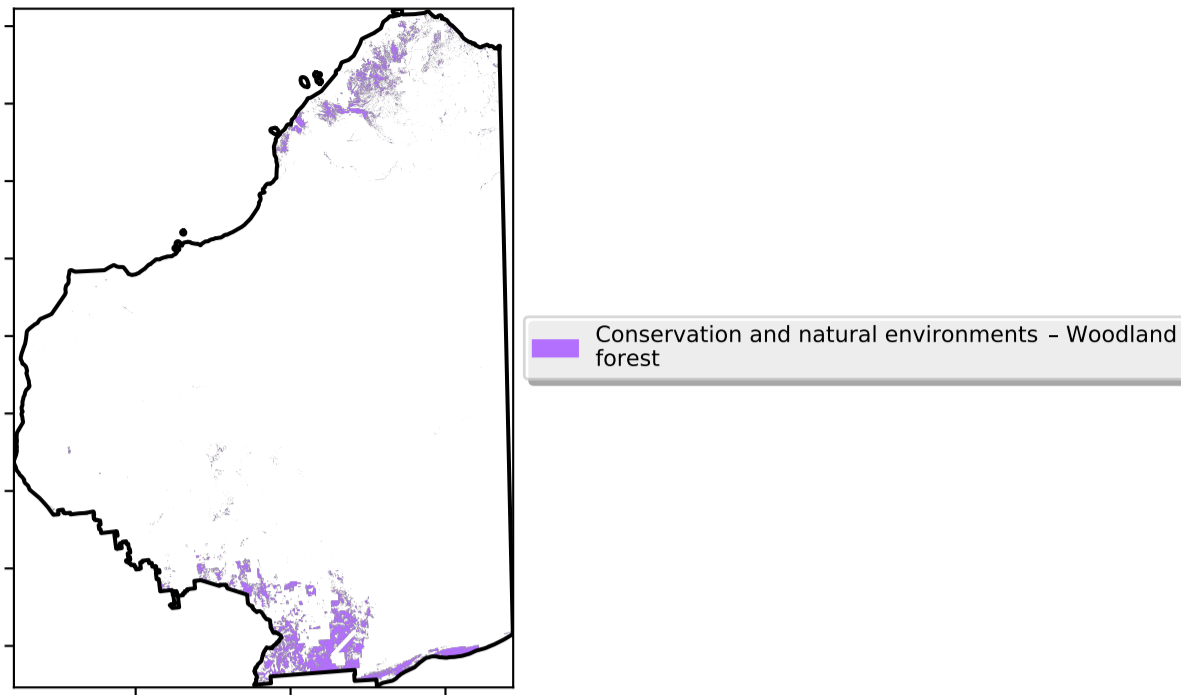 Conservation and natural environments – Woodland
forest